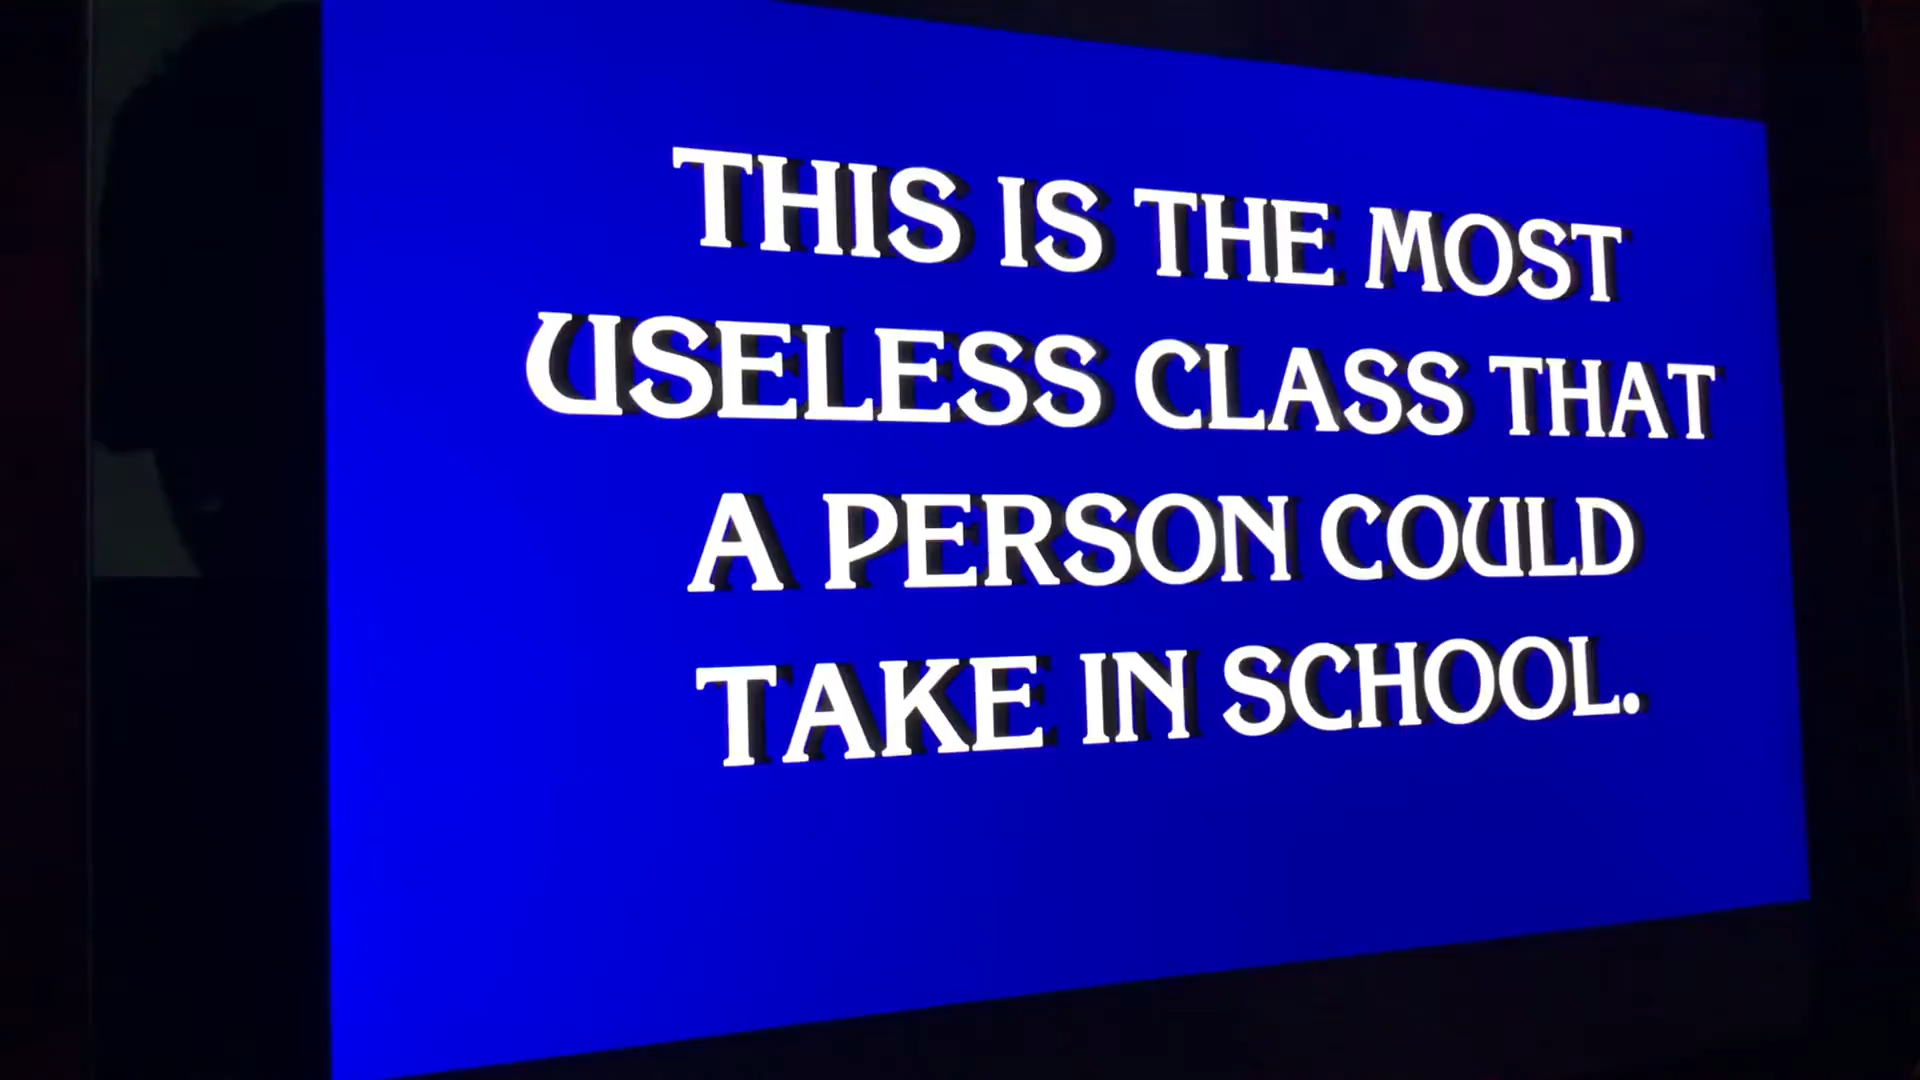 THIS IS THE MOST
USELESS CLASS THAT
A PERSON COULD
TAKE IN SCHOOL.